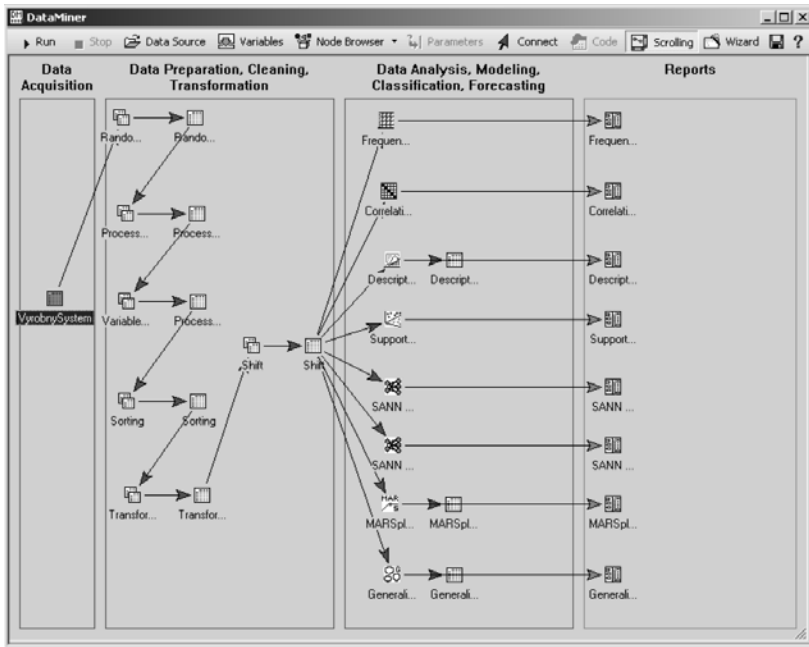 DataMiner
Run Stop Data Source Variables Node Browser Parameters Connect Code Scrolling Wizard ?
Data Acquisition
Data Preparation, Cleaning, Transformation
Data Analysis, Modeling, Classification, Forecasting
Reports
VyrobnySystem
Rando... Rando...
Process... Process...
Variable... Process...
Sorting Sorting
Transfor... Transfor...
Shift Shift
Frequen... Frequen...
Correlati... Correlati...
Descript... Descript... Descript...
Support... Support...
SANN ... SANN ...
SANN ... SANN ...
MARSpl... MARSpl... MARSpl...
Generali... Generali... Generali...